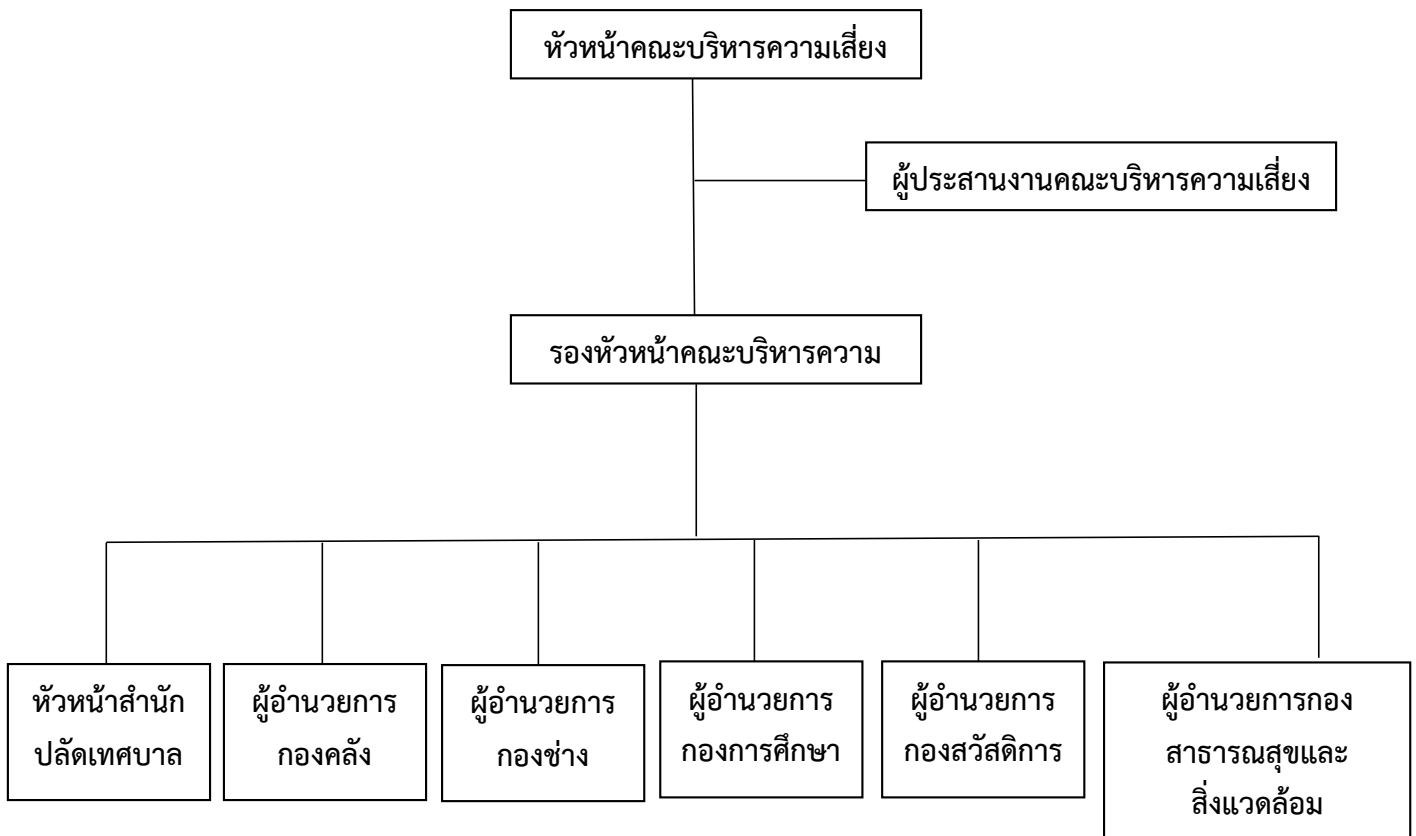 หัวหน้าคณะบริหารความเสี่ยง
ผู้ประสานงานคณะบริหารความเสี่ยง
รองหัวหน้าคณะบริหารความ
หัวหน้าสำนัก
ปลัดเทศบาล
ผู้อำนวยการ
กองคลัง
ผู้อำนวยการ
กองช่าง
ผู้อำนวยการ
กองการศึกษา
ผู้อำนวยการ
กองสวัสดิการ
ผู้อำนวยการกอง
สาธารณสุขและ
สิ่งแวดล้อม